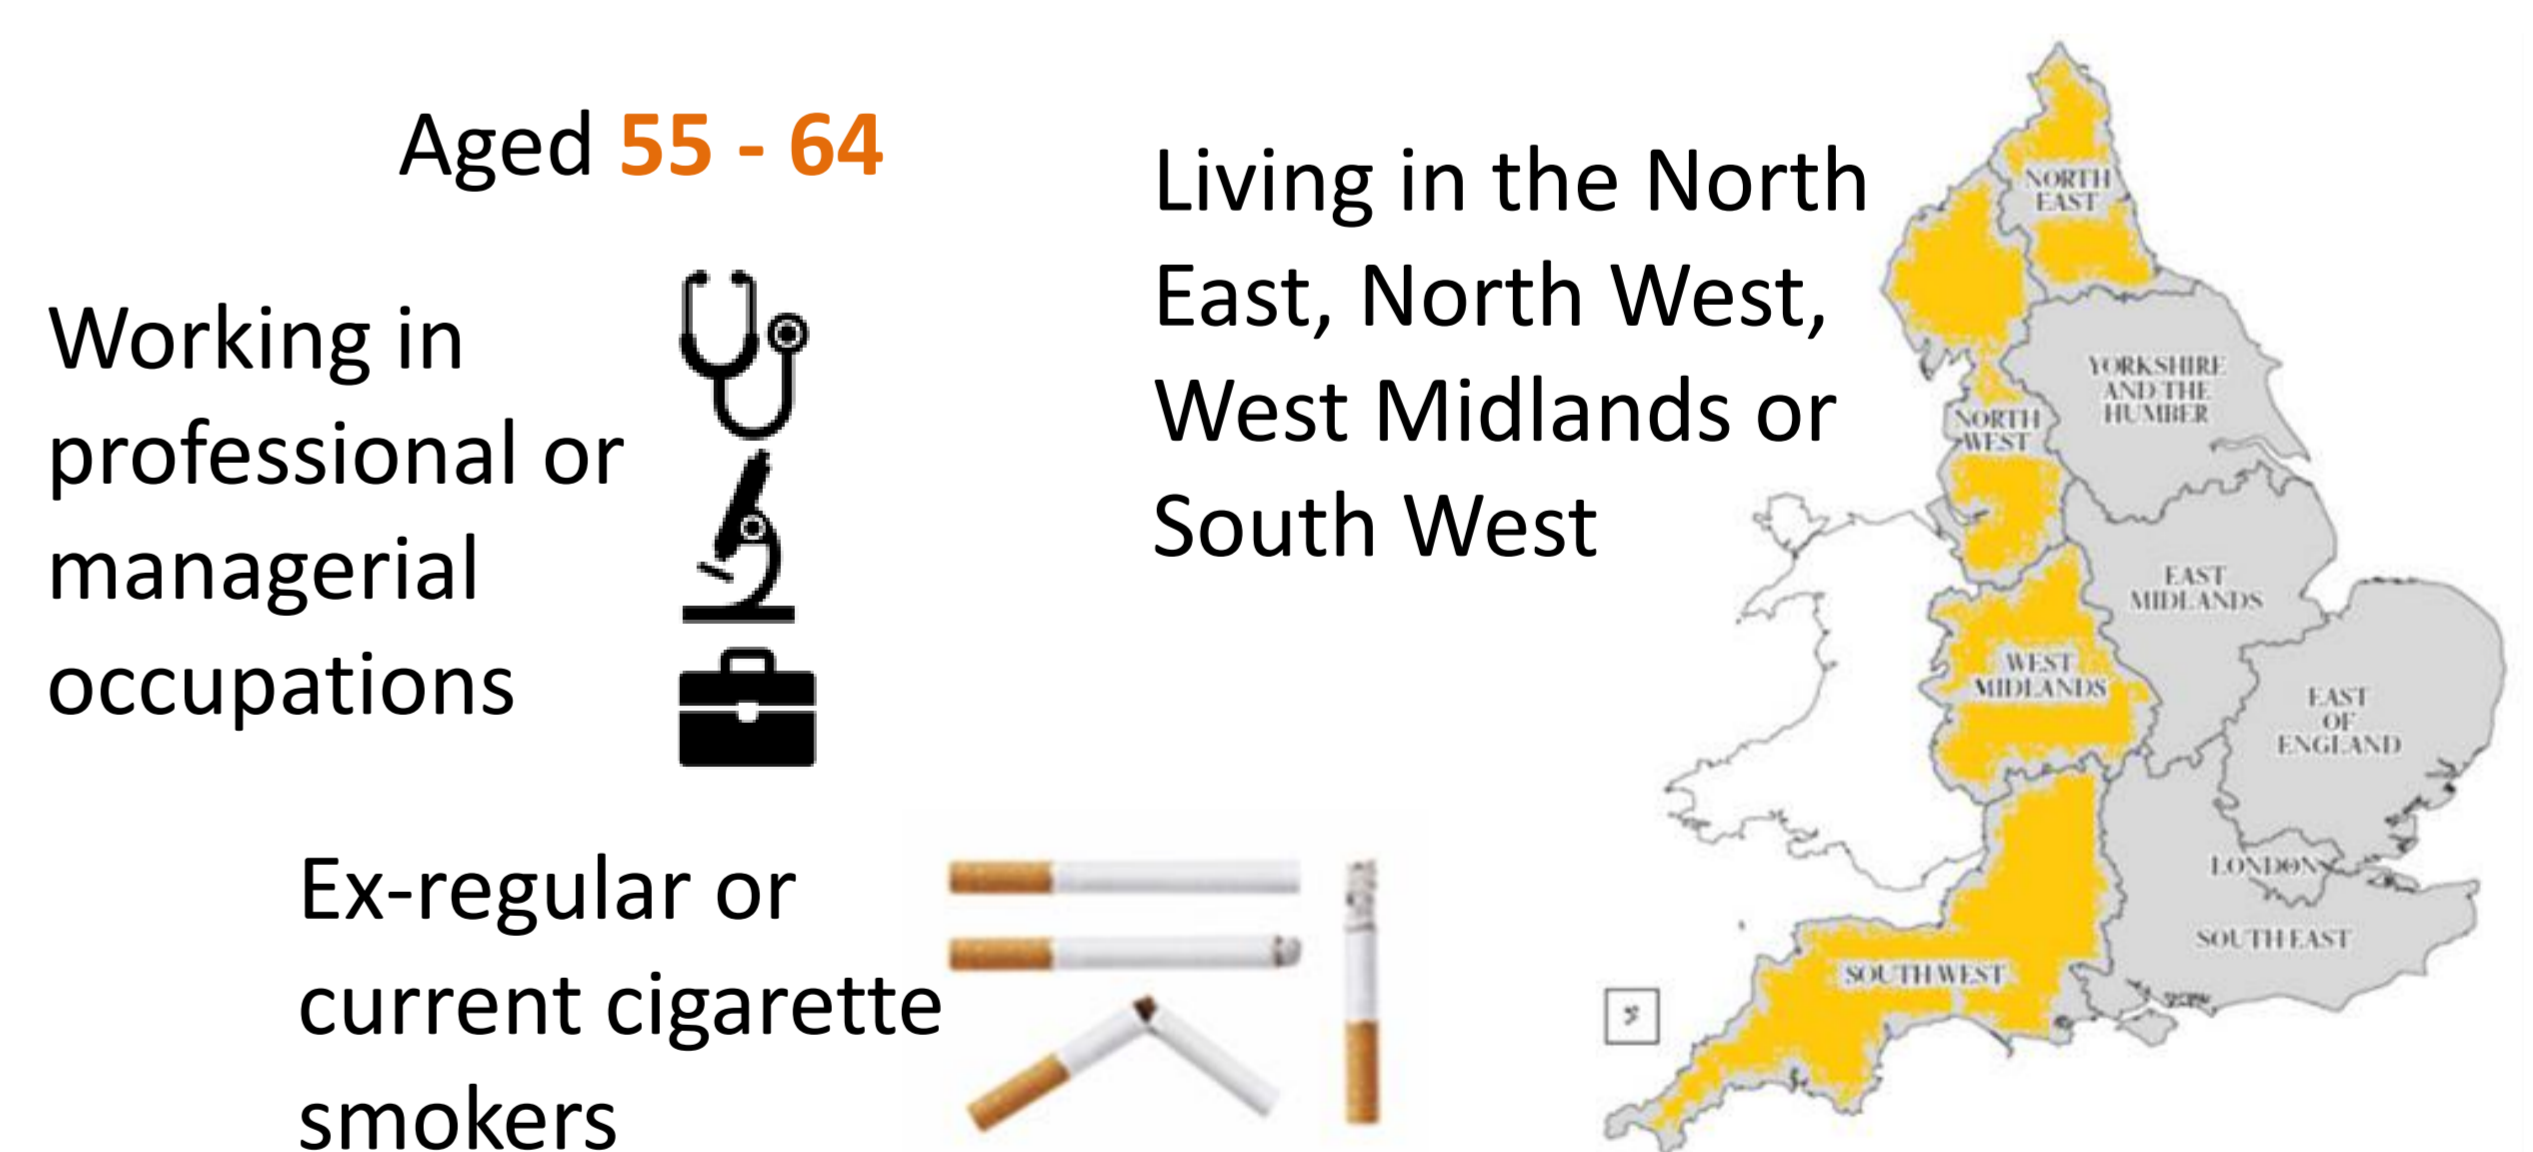 Aged 55 - 64
Working in
professional or
managerial
occupations
Ex-regular or
current cigarette
smokers
Living in the North
East, North West,
West Midlands or
South West
NORTH
EAST
YORKSHIRE
AND THE
HUMBER
NORTH
WEST
EAST
MIDLANDS
WEST
MIDLANDS
EAST
OF
ENGLAND
LONDON
SOUTH EAST
SOUTH WEST